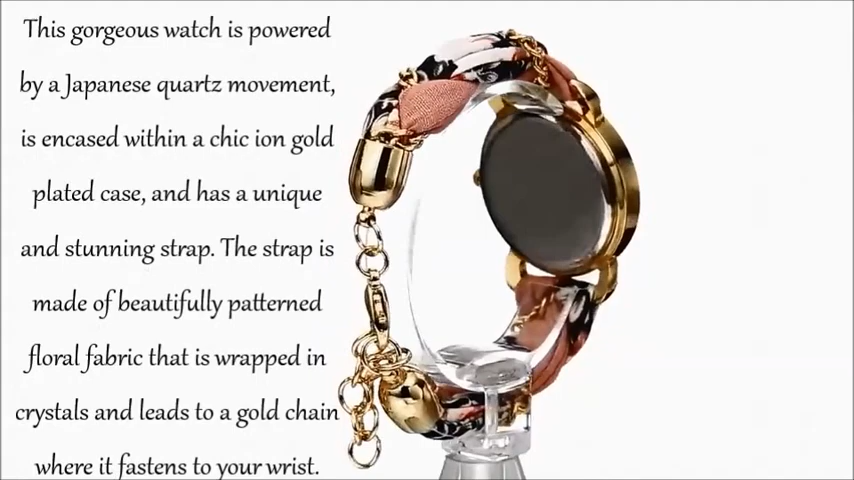 This gorgeous watch is powered
by a Japanese quartz movement,
is encased within a chic ion gold
plated case, and has a unique
and stunning strap. The strap is
made of beautifully patterned
floral fabric that is wrapped in
crystals and leads to a gold chain
where it fastens to your wrist.